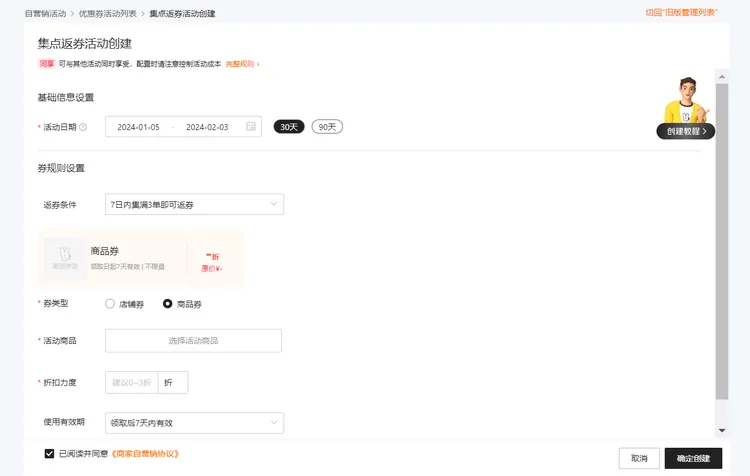 自营销活动 > 优惠券活动列表 > 集点返券活动创建
切回"旧版管理列表"
集点返券活动创建
同享 可与其他活动同时享受，配置时请注意控制活动成本 完整规则 >
基础信息设置
* 活动日期 ? 2024-01-05 - 2024-02-03 30天 90天
创建教程 >
券规则设置
返券条件 7日内集满3单即可返券
商品券
领取日起7天有效 | 不限量
-折
原价¥-
* 券类型 店铺券 商品券
* 活动商品 选择活动商品
* 折扣力度 建议0~3折 折
使用有效期 领取后7天内有效
已阅读并同意《商家自营销协议》
取消 确定创建